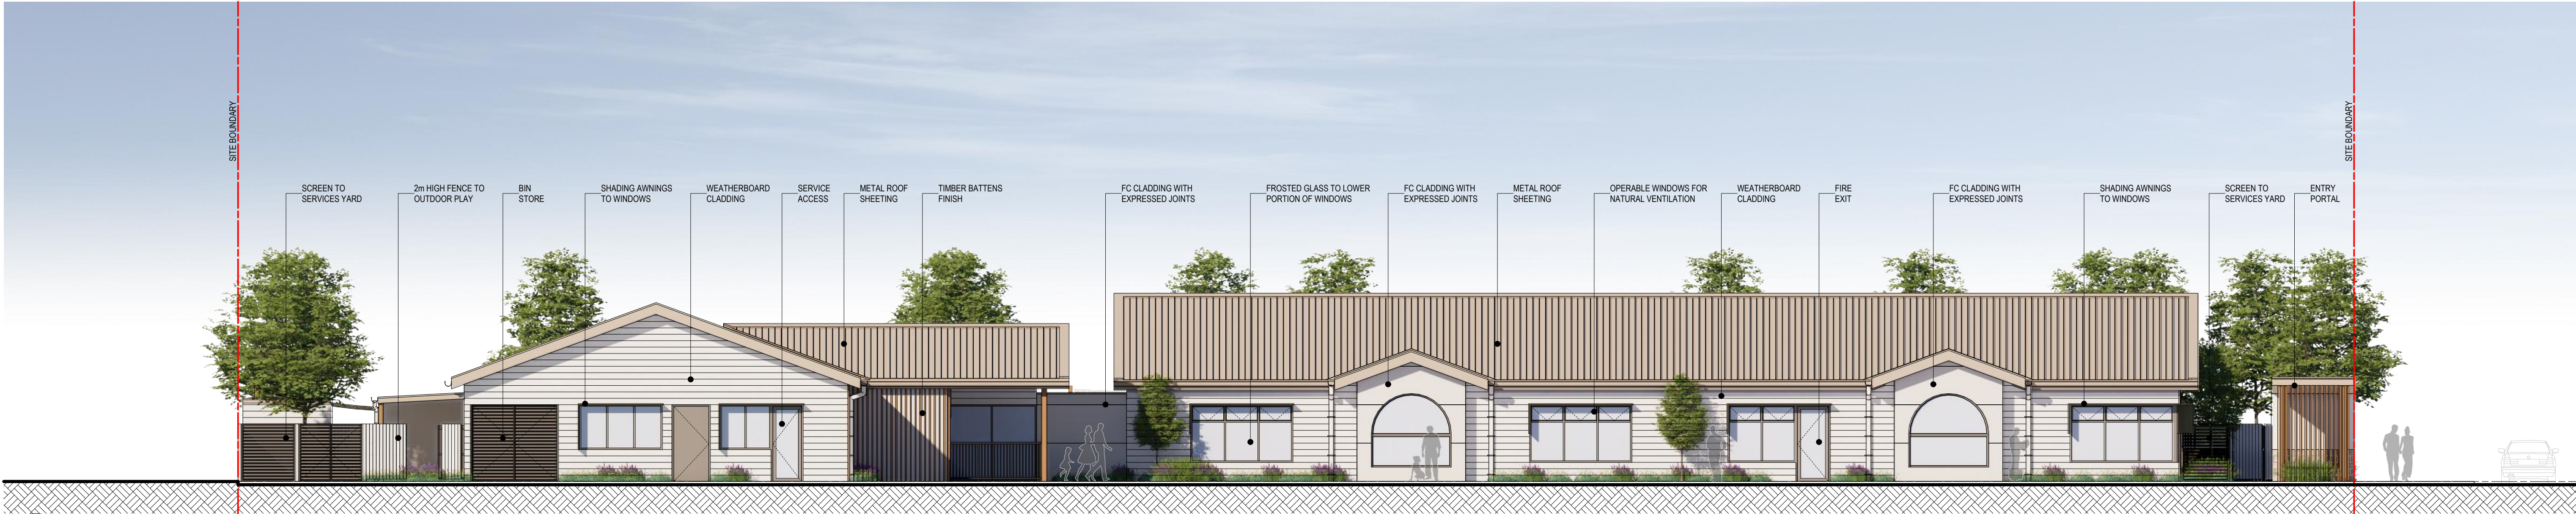 SITE BOUNDARY
SCREEN TO
SERVICES YARD
2m HIGH FENCE TO
OUTDOOR PLAY
BIN
STORE
SHADING AWNINGS
TO WINDOWS
WEATHERBOARD
CLADDING
SERVICE
ACCESS
METAL ROOF
SHEETING
TIMBER BATTENS
FINISH
FC CLADDING WITH
EXPRESSED JOINTS
FROSTED GLASS TO LOWER
PORTION OF WINDOWS
FC CLADDING WITH
EXPRESSED JOINTS
METAL ROOF
SHEETING
OPERABLE WINDOWS FOR
NATURAL VENTILATION
WEATHERBOARD
CLADDING
FIRE
EXIT
FC CLADDING WITH
EXPRESSED JOINTS
SHADING AWNINGS
TO WINDOWS
SCREEN TO
SERVICES YARD
ENTRY
PORTAL
SITE BOUNDARY